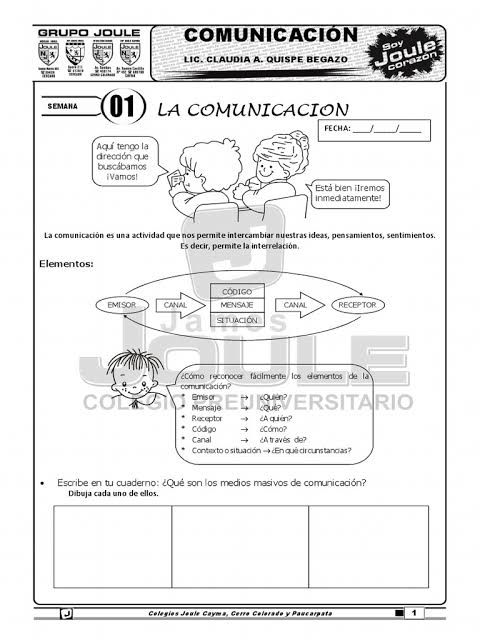 GRUPO JOULE
JOULE JOULE JOULE
COMUNICACIÓN
LIC. CLAUDIA A. QUISPE BEGAZO
Soy
Joule
corazón
SEMANA
01
LA COMUNICACION
FECHA: ____/____/_____
Aquí tengo la
dirección que
buscábamos
¡Vamos!
Está bien ¡Iremos
inmediatamente!
La comunicación es una actividad que nos permite intercambiar nuestras ideas, pensamientos, sentimientos.
Es decir, permite la interrelación.
Elementos:
EMISOR
CANAL
CÓDIGO
MENSAJE
SITUACIÓN
CANAL
RECEPTOR
James
JOULE
COLEGIO PREUNIVERSITARIO
¿Cómo reconocer fácilmente los elementos de la
comunicación?
* Emisor → ¿Quién?
* Mensaje → ¿Qué?
* Receptor → ¿A quién?
* Código → ¿Cómo?
* Canal → ¿A través de?
* Contexto o situación → ¿En qué circunstancias?
• Escribe en tu cuaderno: ¿Qué son los medios masivos de comunicación?
Dibuja cada uno de ellos.
J
Colegios Joule Cayma, Cerro Colorado y Paucarpata
1